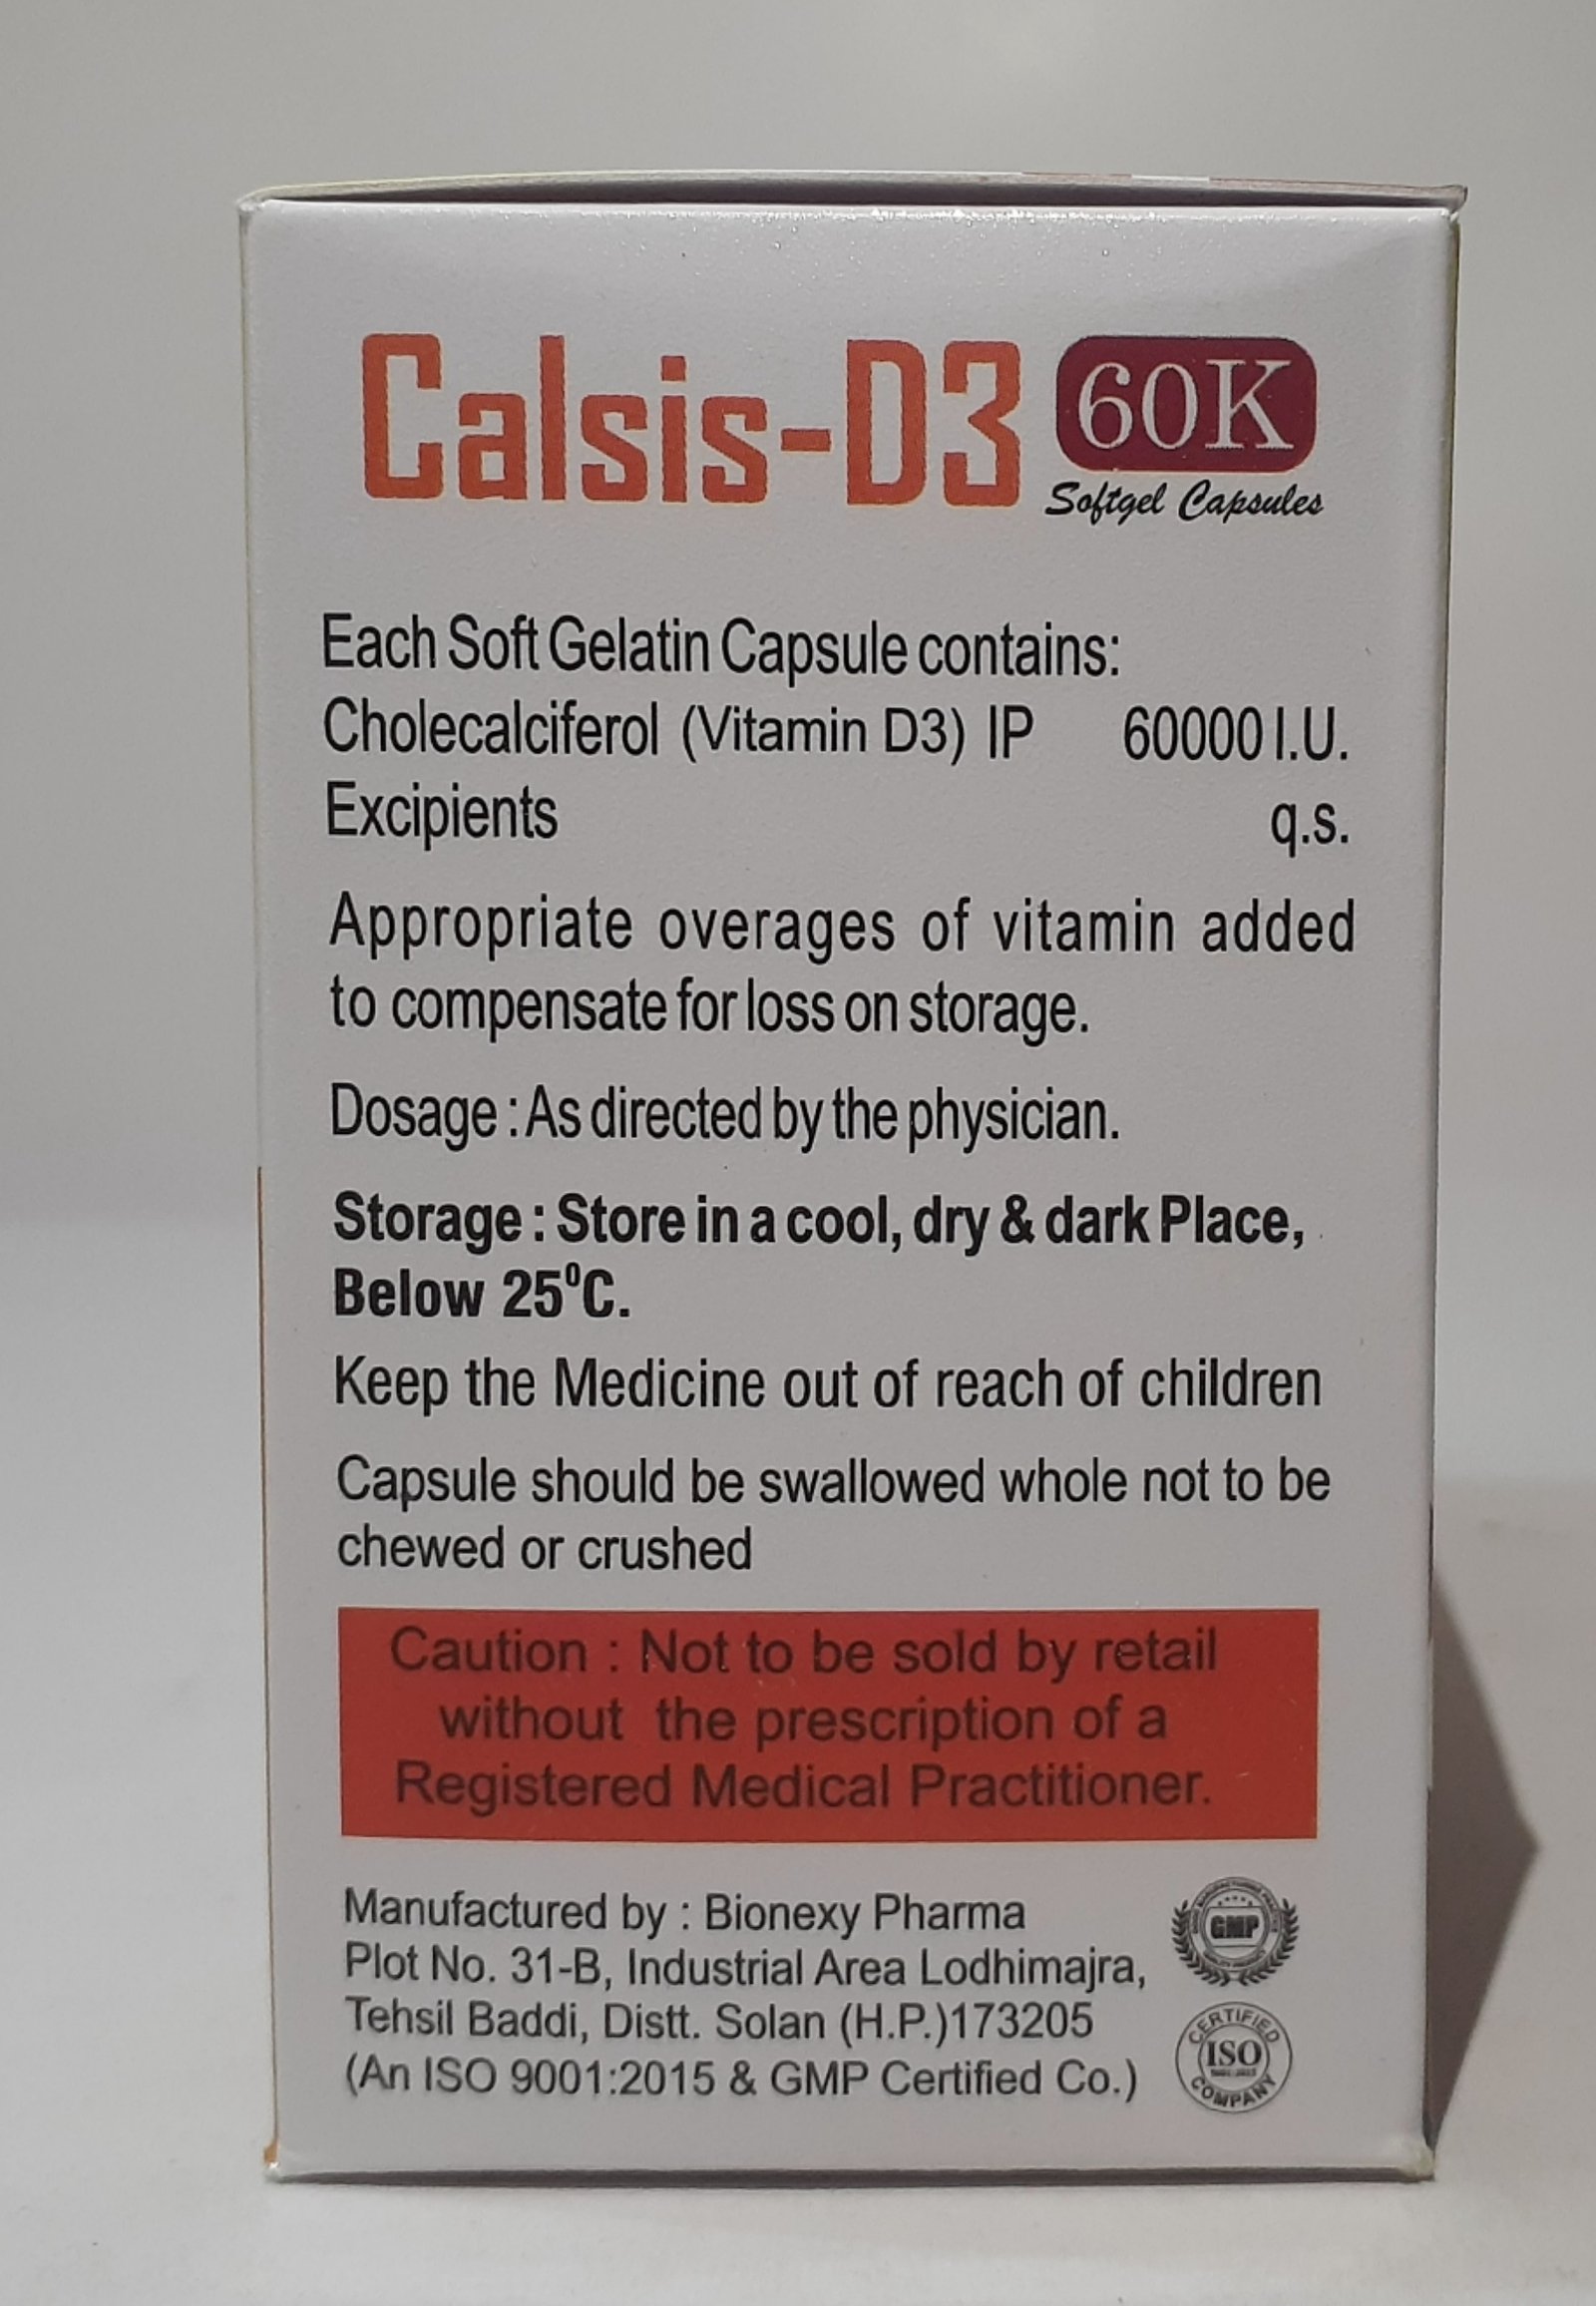 Calsis-D3 60K
Softgel Capsules
Each Soft Gelatin Capsule contains:
Cholecalciferol (Vitamin D3) IP 60000 I.U.
Excipients q.s.
Appropriate overages of vitamin added
to compensate for loss on storage.
Dosage : As directed by the physician.
Storage : Store in a cool, dry & dark Place,
Below 25⁰C.
Keep the Medicine out of reach of children
Capsule should be swallowed whole not to be
chewed or crushed
Caution : Not to be sold by retail
without the prescription of a
Registered Medical Practitioner.
Manufactured by : Bionexy Pharma
Plot No. 31-B, Industrial Area Lodhimajra,
Tehsil Baddi, Distt. Solan (H.P.)173205
(An ISO 9001:2015 & GMP Certified Co.)
GMP
CERTIFIED
ISO
COMPANY